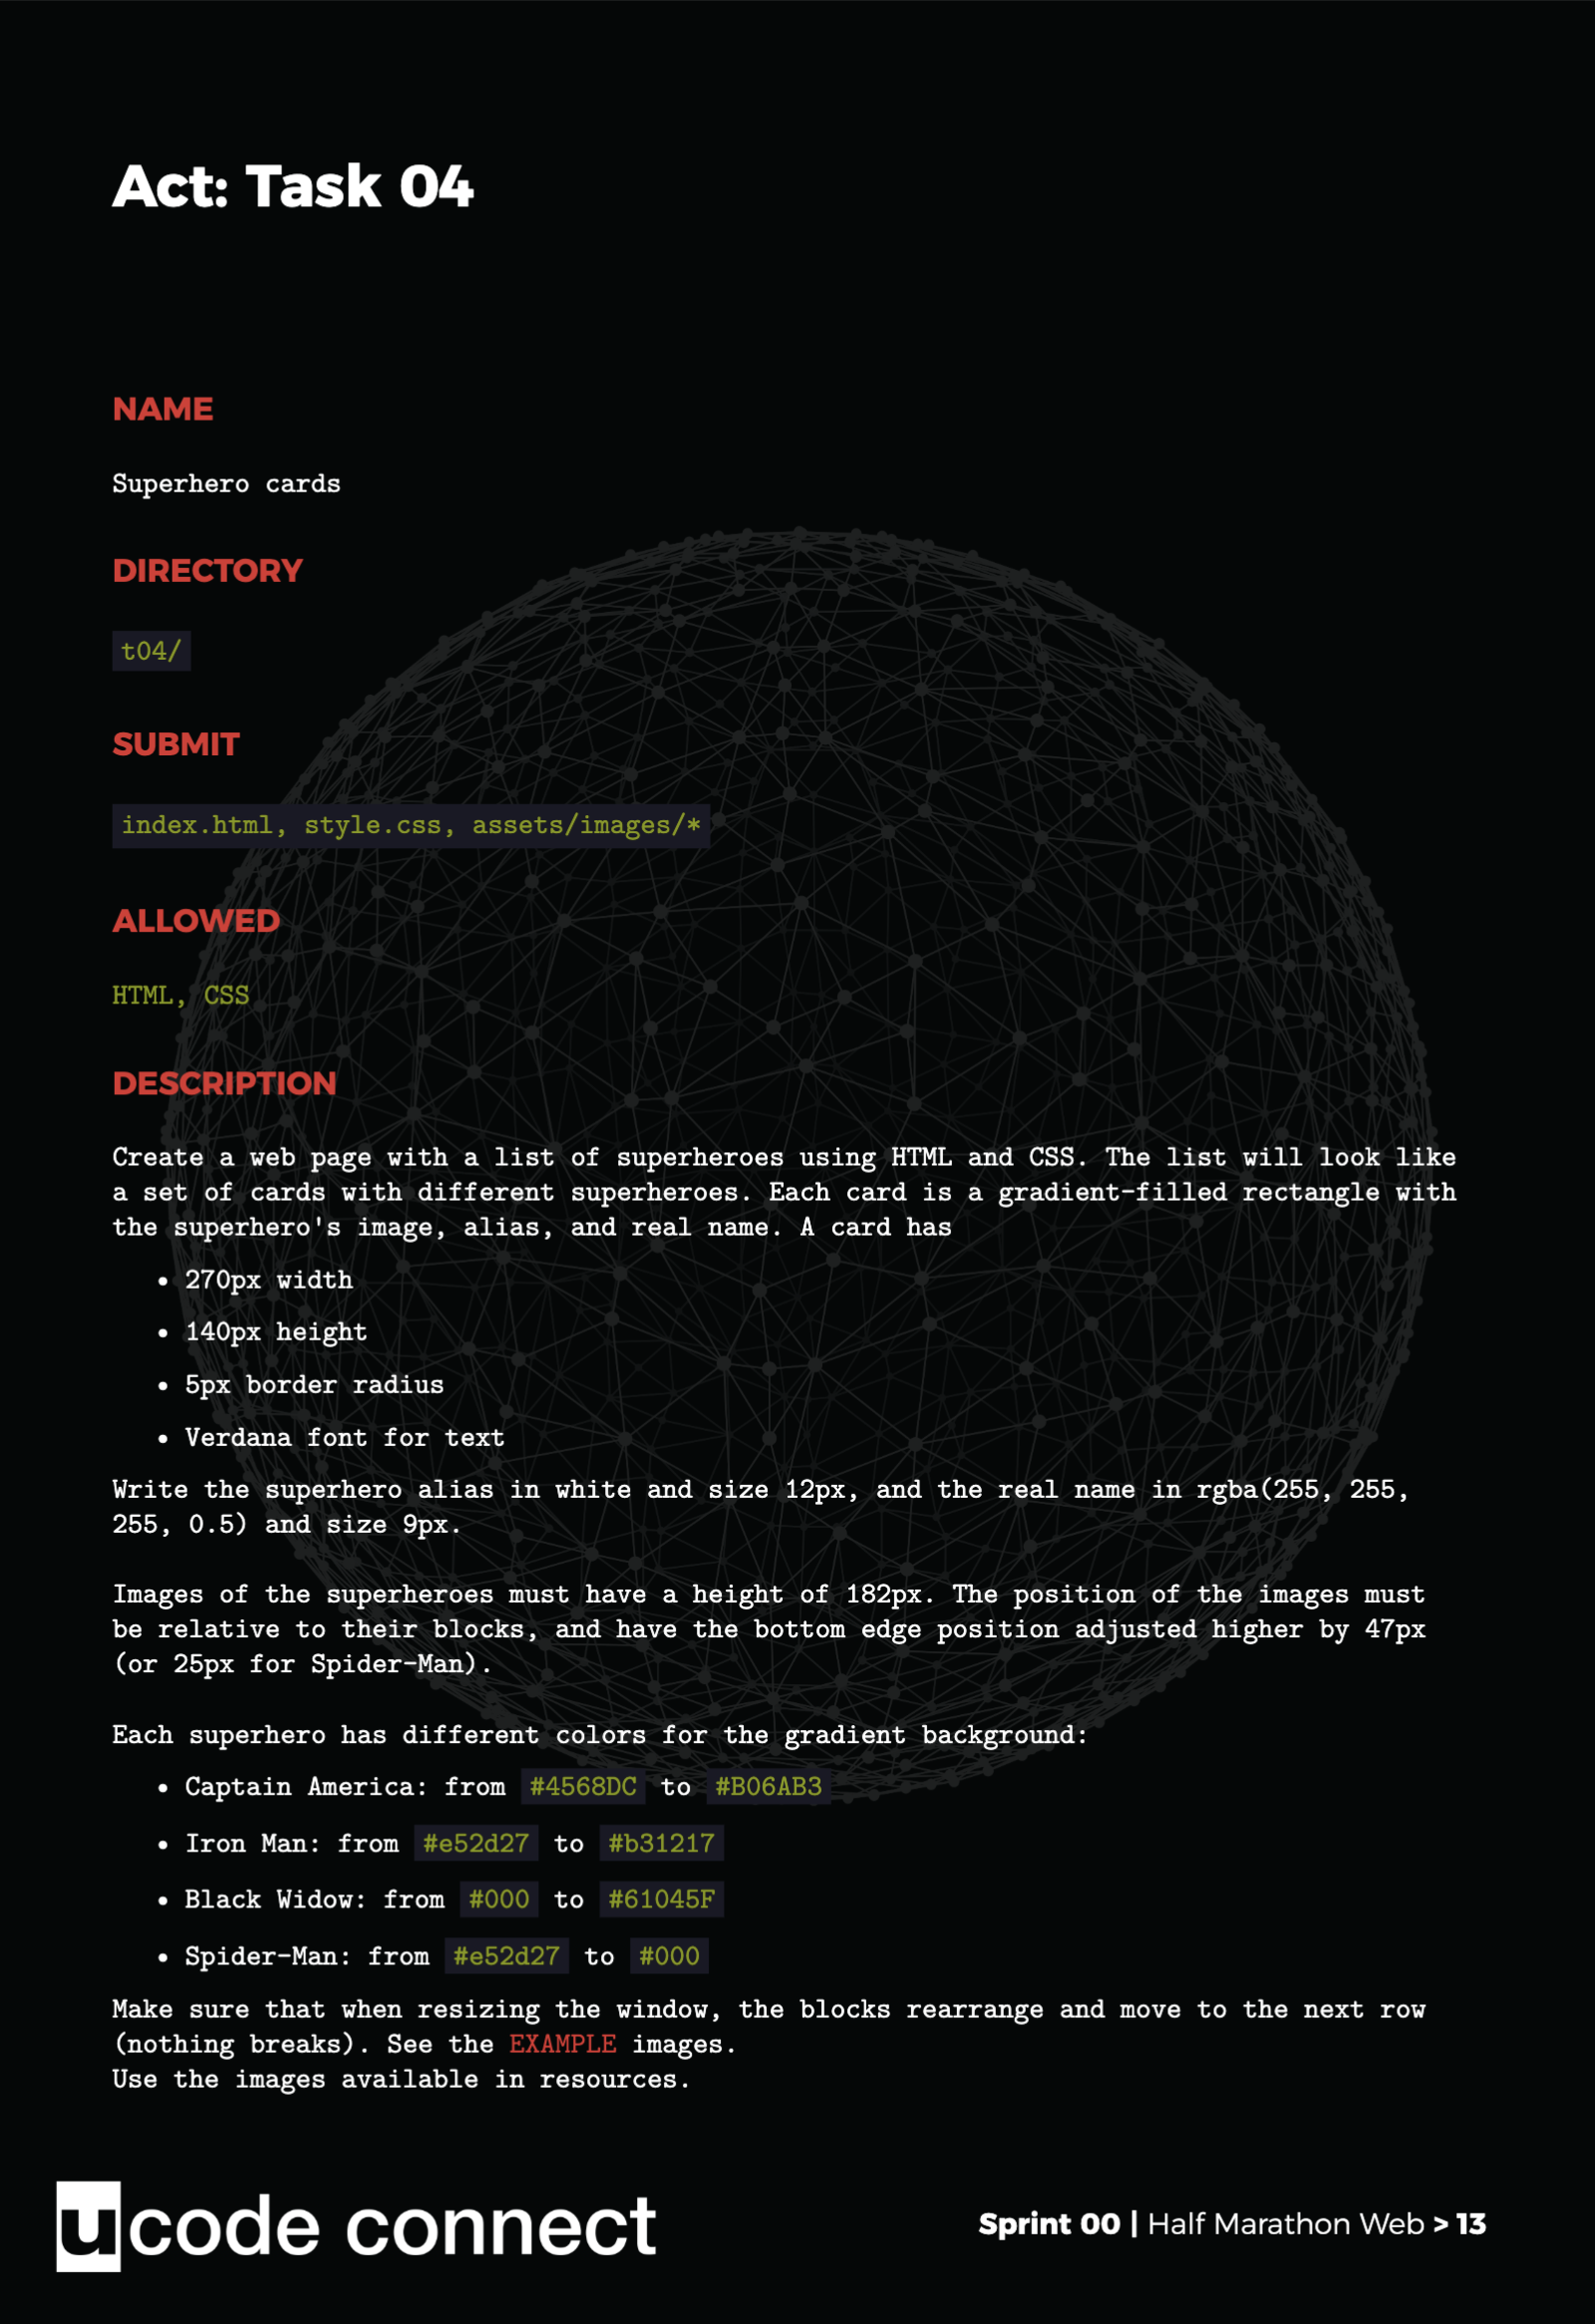 Act: Task 04
NAME
Superhero cards
DIRECTORY
t04/
SUBMIT
index.html, style.css, assets/images/*
ALLOWED
HTML, CSS
DESCRIPTION
Create a web page with a list of superheroes using HTML and CSS. The list will look like
a set of cards with different superheroes. Each card is a gradient-filled rectangle with
the superhero's image, alias, and real name. A card has
• 270px width
• 140px height
• 5px border radius
• Verdana font for text
Write the superhero alias in white and size 12px, and the real name in rgba(255, 255,
255, 0.5) and size 9px.
Images of the superheroes must have a height of 182px. The position of the images must
be relative to their blocks, and have the bottom edge position adjusted higher by 47px
(or 25px for Spider-Man).
Each superhero has different colors for the gradient background:
• Captain America: from #4568DC to #B06AB3
• Iron Man: from #e52d27 to #b31217
• Black Widow: from #000 to #61045F
• Spider-Man: from #e52d27 to #000
Make sure that when resizing the window, the blocks rearrange and move to the next row
(nothing breaks). See the EXAMPLE images.
Use the images available in resources.
ucode connect
Sprint 00 | Half Marathon Web > 13